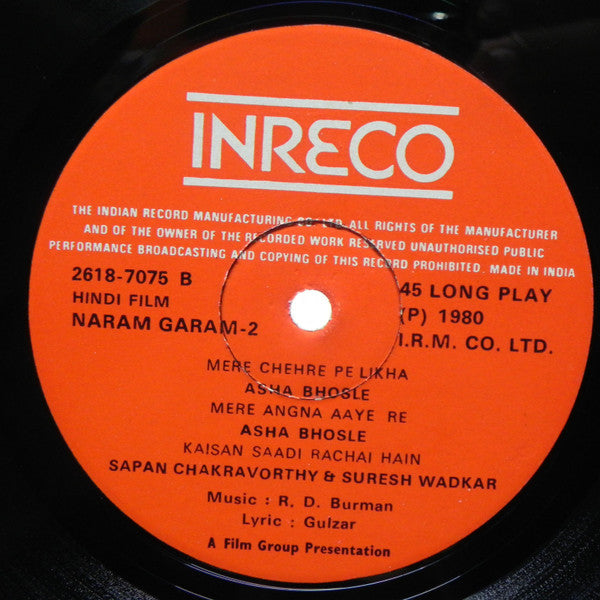 INRECO
THE INDIAN RECORD MANUFACTURING CO. LTD. ALL RIGHTS OF THE MANUFACTURER
AND OF THE OWNER OF THE RECORDED WORK RESERVED UNAUTHORISED PUBLIC
PERFORMANCE BROADCASTING AND COPYING OF THIS RECORD PROHIBITED. MADE IN INDIA
2618-7075 B
HINDI FILM
NARAM GARAM-2
45 LONG PLAY
(P) 1980
I.R.M. CO. LTD.
MERE CHEHRE PE LIKHA
ASHA BHOSLE
MERE ANGNA AAYE RE
ASHA BHOSLE
KAISAN SAADI RACHAI HAIN
SAPAN CHAKRAVORTHY & SURESH WADKAR
Music : R. D. Burman
Lyric : Gulzar
A Film Group Presentation